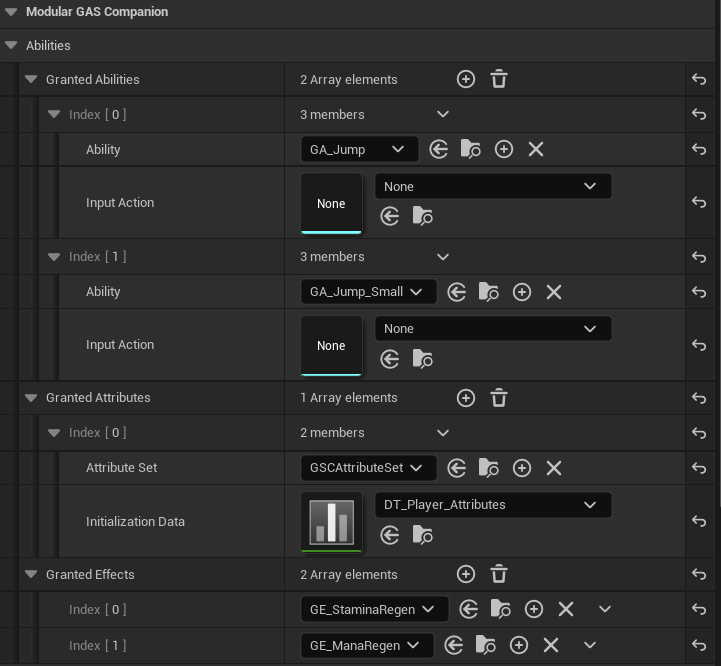 Modular GAS Companion
Abilities
Granted Abilities 2 Array elements
Index [ 0 ] 3 members
Ability GA_Jump
Input Action None None
Index [ 1 ] 3 members
Ability GA_Jump_Small
Input Action None None
Granted Attributes 1 Array elements
Index [ 0 ] 2 members
Attribute Set GSCAttributeSet
Initialization Data DT_Player_Attributes
Granted Effects 2 Array elements
Index [ 0 ] GE_StaminaRegen
Index [ 1 ] GE_ManaRegen